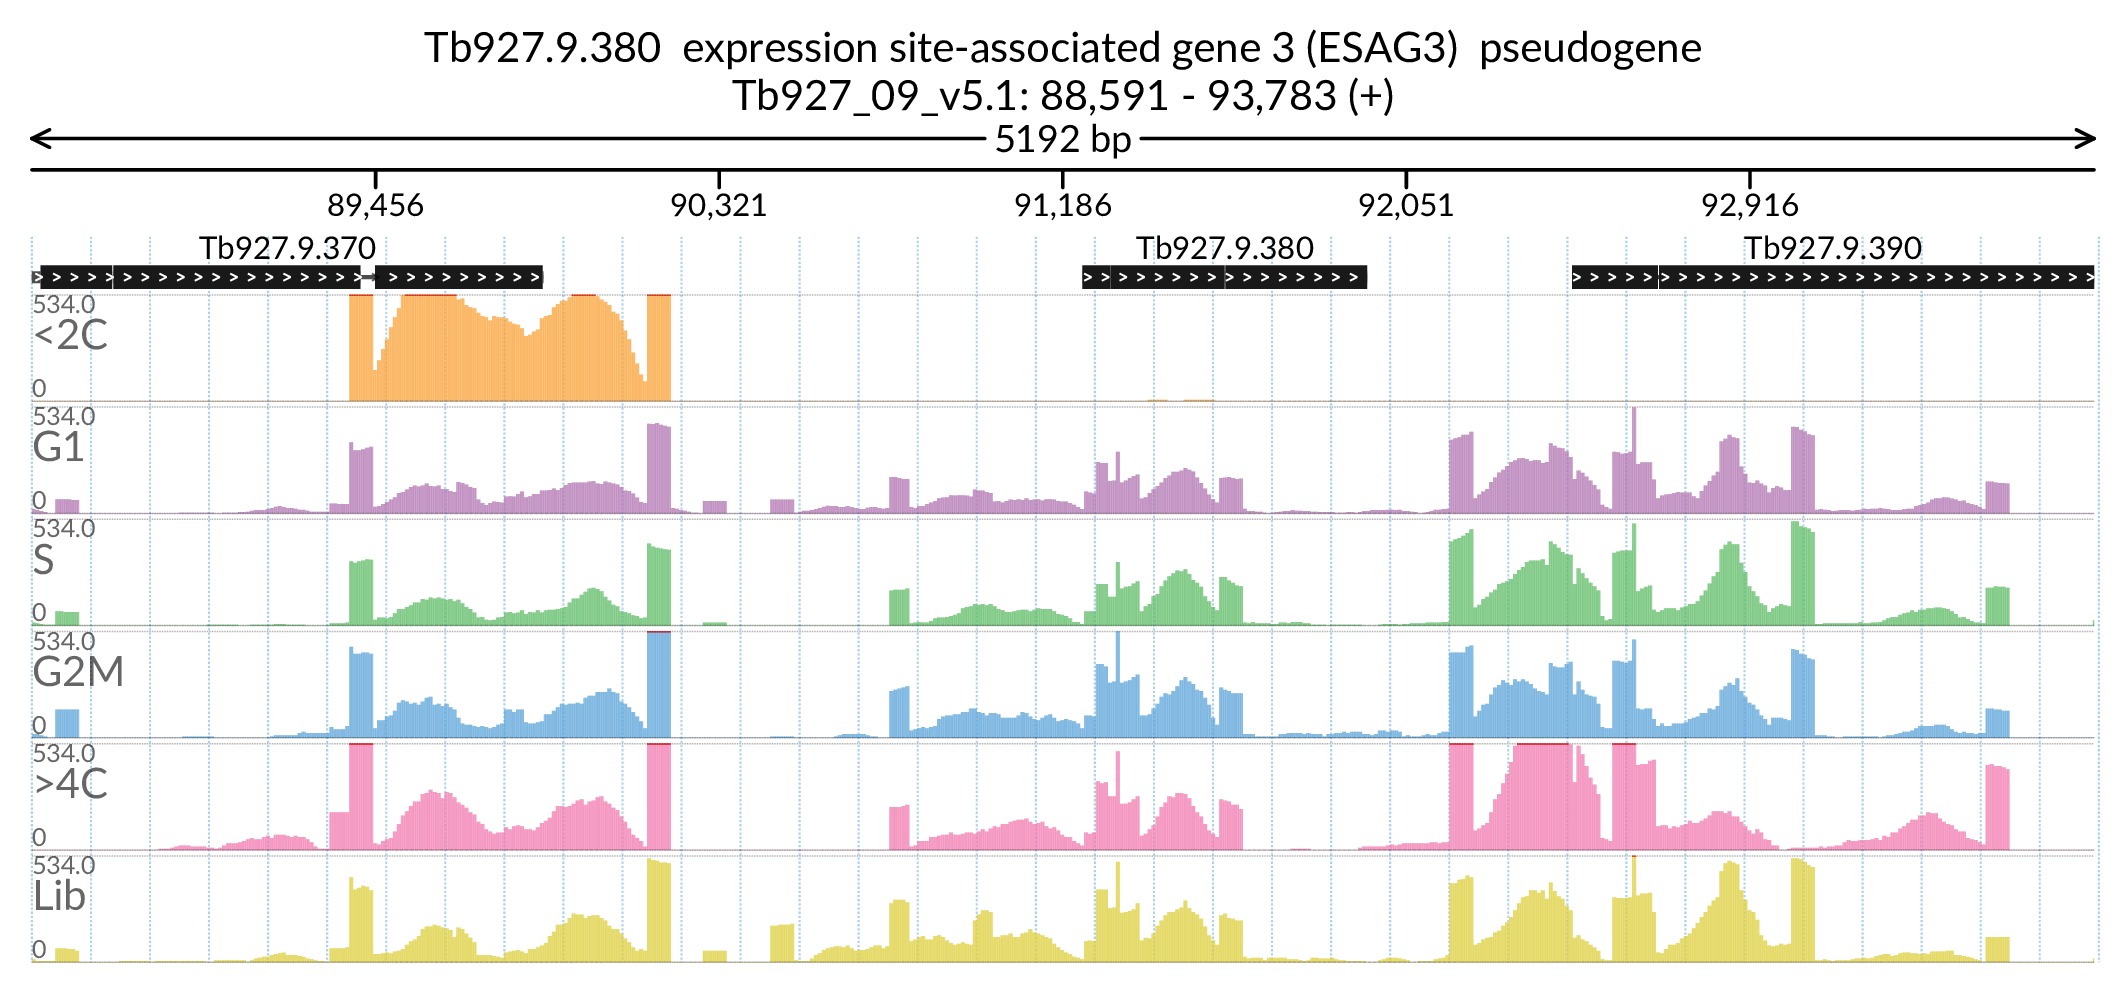 Tb927.9.380  expression site-associated gene 3 (ESAG3)  pseudogene
Tb927_09_v5.1: 88,591 - 93,783 (+)
5192 bp
89,456 90,321 91,186 92,051 92,916
Tb927.9.370 Tb927.9.380 Tb927.9.390
534.0
<2C
0
534.0
G1
0
534.0
S
0
534.0
G2M
0
534.0
>4C
0
534.0
Lib
0